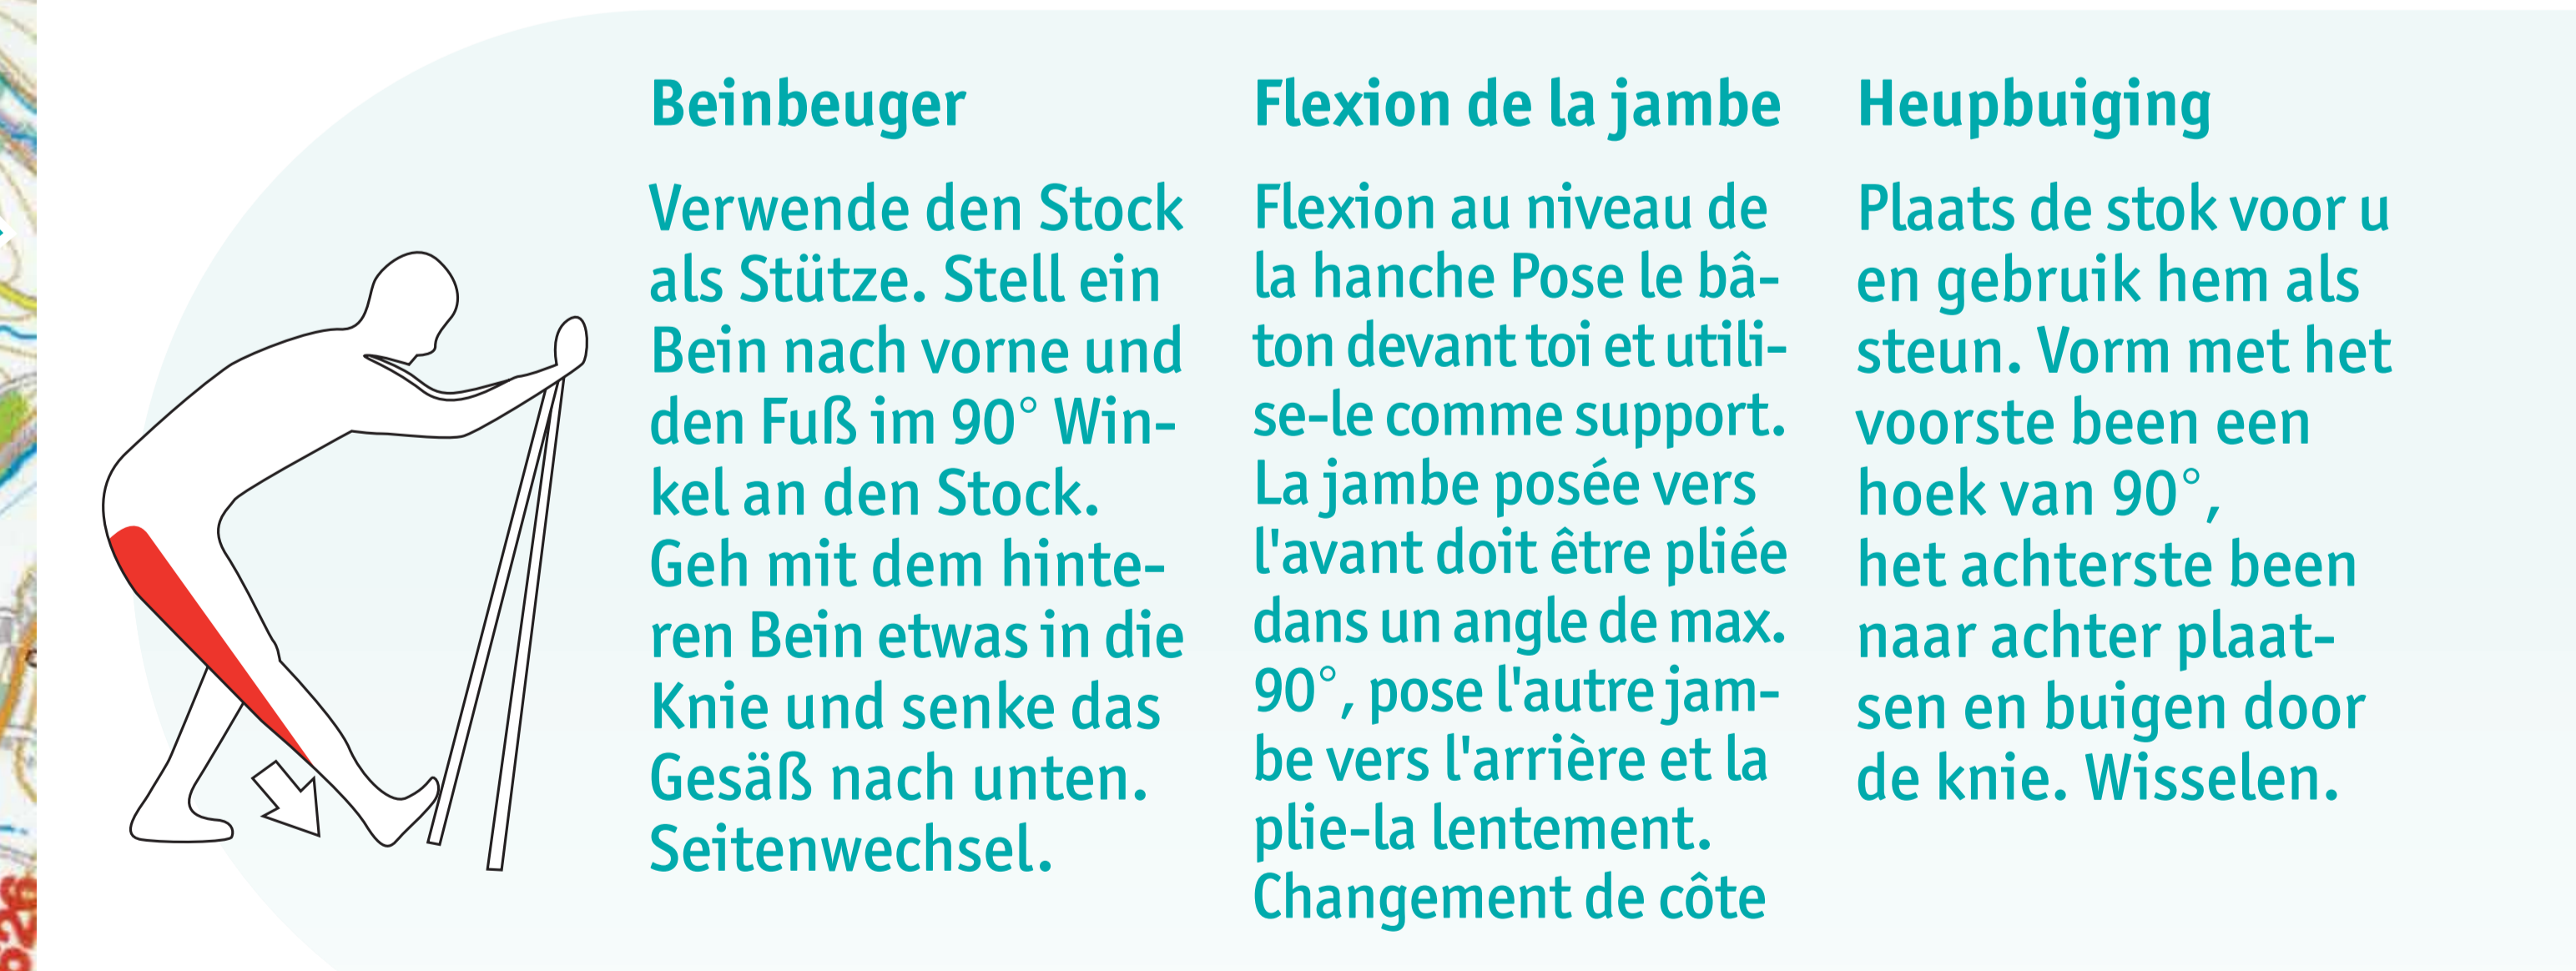 Beinbeuger
Verwende den Stock
als Stütze. Stell ein
Bein nach vorne und
den Fuß im 90° Win-
kel an den Stock.
Geh mit dem hinte-
ren Bein etwas in die
Knie und senke das
Gesäß nach unten.
Seitenwechsel.
Flexion de la jambe
Flexion au niveau de
la hanche Pose le bâ-
ton devant toi et utili-
se-le comme support.
La jambe posée vers
l'avant doit être pliée
dans un angle de max.
90°, pose l'autre jam-
be vers l'arrière et la
plie-la lentement.
Changement de côte
Heupbuiging
Plaats de stok voor u
en gebruik hem als
steun. Vorm met het
voorste been een
hoek van 90°,
het achterste been
naar achter plaat-
sen en buigen door
de knie. Wisselen.